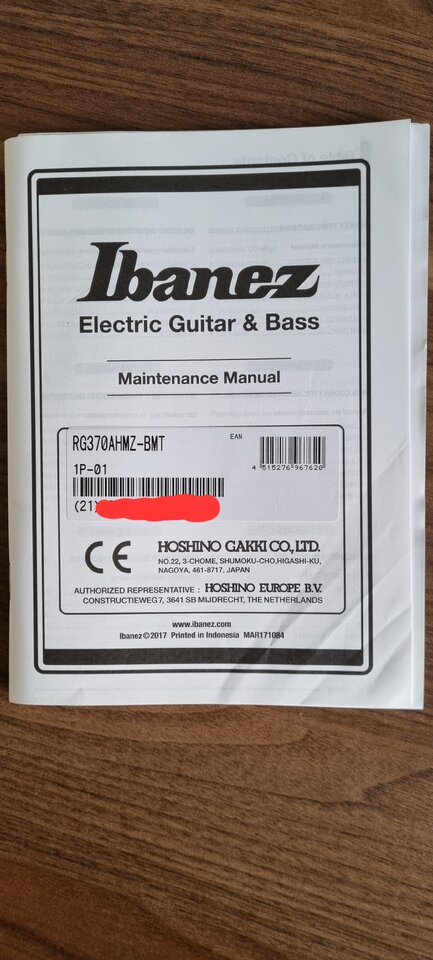 Ibanez
Electric Guitar & Bass
Maintenance Manual
RG370AHMZ-BMT
EAN
1P-01
4 515276 967620
(21)
CE
HOSHINO GAKKI CO., LTD.
NO.22, 3-CHOME, SHUMOKU-CHO,HIGASHI-KU,
NAGOYA, 461-8717, JAPAN
AUTHORIZED REPRESENTATIVE : HOSHINO EUROPE B.V.
CONSTRUCTIEWEG7, 3641 SB MIJDRECHT, THE NETHERLANDS
www.ibanez.com
Ibanez©2017 Printed in Indonesia MAR171084